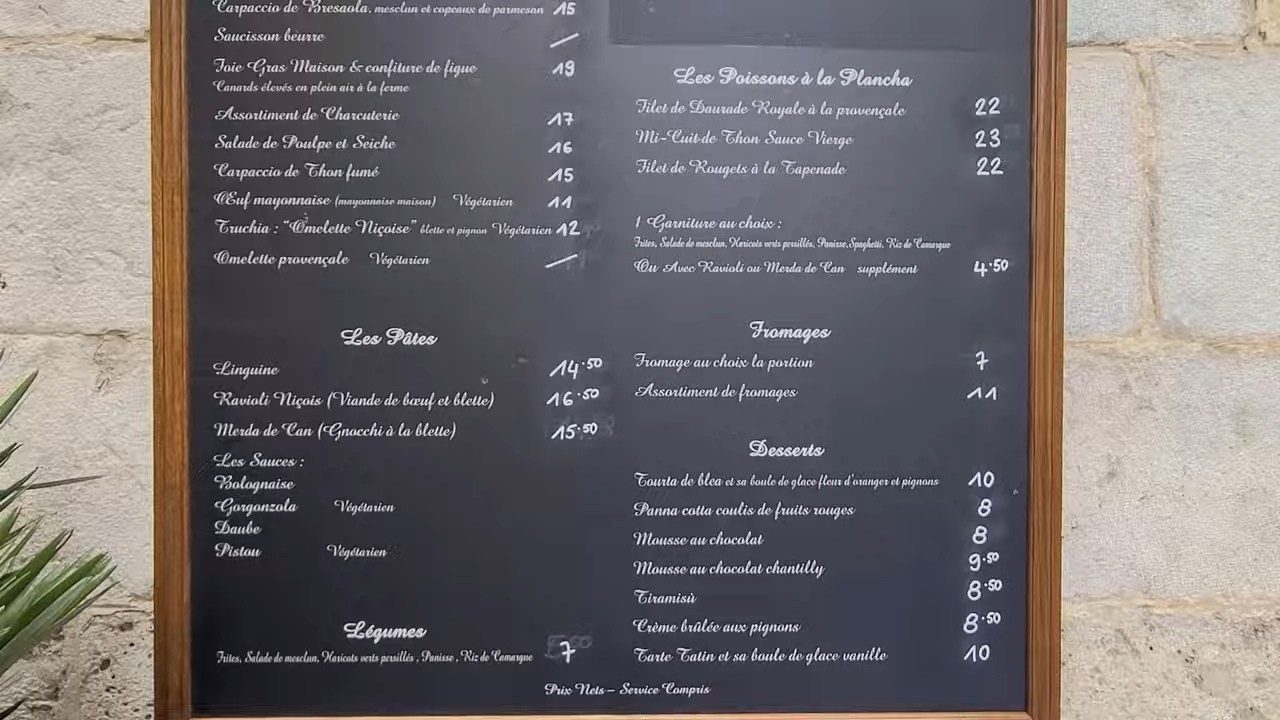 Carpaccio de Bresaola, mesclun et copeaux de parmesan 15
Saucisson beurre —
Foie Gras Maison & confiture de figue 19
Canards élevés en plein air à la ferme
Assortiment de Charcuterie 17
Salade de Poulpe et Seiche 16
Carpaccio de Thon fumé 15
Œuf mayonnaise (mayonnaise maison) Végétarien 11
Truchia : "Omelette Niçoise" blette et pignon Végétarien 12
Omelette provençale Végétarien —
Les Pâtes
Linguine 14.50
Ravioli Niçois (Viande de bœuf et blette) 16.50
Merda de Can (Gnocchi à la blette) 15.50
Les Sauces :
Bolognaise
Gorgonzola Végétarien
Daube
Pistou Végétarien
Légumes
Frites, Salade de mesclun, Haricots verts persillés , Panisse , Riz de Camargue 7
Les Poissons à la Plancha
Filet de Daurade Royale à la provençale 22
Mi-Cuit de Thon Sauce Vierge 23
Filet de Rougets à la Tapenade 22
1 Garniture au choix :
Frites, Salade de mesclun, Haricots verts persillés, Panisse, Spaghetti, Riz de Camargue
Ou Avec Ravioli ou Merda de Can supplément 4.50
Fromages
Fromage au choix la portion 7
Assortiment de fromages 11
Desserts
Tourta de blea et sa boule de glace fleur d'oranger et pignons 10
Panna cotta coulis de fruits rouges 8
Mousse au chocolat 8
Mousse au chocolat chantilly 9.50
Tiramisù 8.50
Crème brûlée aux pignons 8.50
Tarte Tatin et sa boule de glace vanille 10
Prix Nets – Service Compris